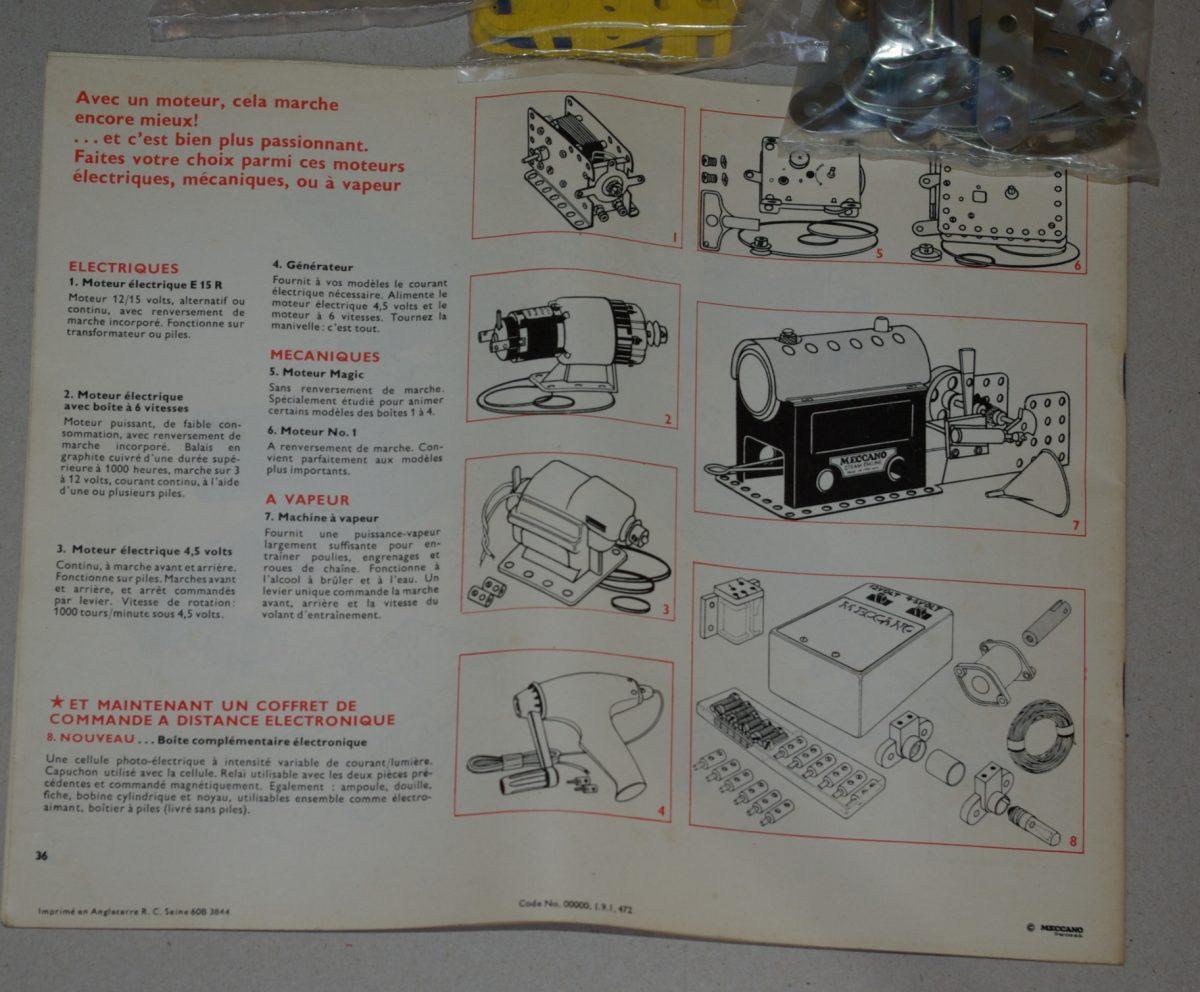 Avec un moteur, cela marche
encore mieux!
...et c'est bien plus passionnant.
Faites votre choix parmi ces moteurs
électriques, mécaniques, ou à vapeur
ELECTRIQUES
1. Moteur électrique E 15 R
Moteur 12/15 volts, alternatif ou
continu, avec renversement de
marche incorporé. Fonctionne sur
transformateur ou piles.
2. Moteur électrique
avec boîte à 6 vitesses
Moteur puissant, de faible con-
sommation, avec renversement de
marche incorporé. Balais en
graphite cuivré d'une durée supé-
rieure à 1000 heures, marche sur 3
à 12 volts, courant continu, à l'aide
d'une ou plusieurs piles.
3. Moteur électrique 4,5 volts
Continu, à marche avant et arrière.
Fonctionne sur piles. Marches avant
et arrière, et arrêt commandés
par levier. Vitesse de rotation:
1000 tours/minute sous 4,5 volts.
4. Générateur
Fournit à vos modèles le courant
électrique nécessaire. Alimente le
moteur électrique 4,5 volts et le
moteur à 6 vitesses. Tournez la
manivelle: c'est tout.
MECANIQUES
5. Moteur Magic
Sans renversement de marche.
Spécialement étudié pour animer
certains modèles des boîtes 1 à 4.
6. Moteur No. 1
A renversement de marche. Con-
vient parfaitement aux modèles
plus importants.
A VAPEUR
7. Machine à vapeur
Fournit une puissance-vapeur
largement suffisante pour en-
traîner poulies, engrenages et
roues de chaîne. Fonctionne à
l'alcool à brûler et à l'eau. Un
levier unique commande la marche
avant, arrière et la vitesse du
volant d'entraînement.
★ ET MAINTENANT UN COFFRET DE
COMMANDE A DISTANCE ELECTRONIQUE
8. NOUVEAU... Boîte complémentaire électronique
Une cellule photo-électrique à intensité variable de courant/lumière.
Capuchon utilisé avec la cellule. Relai utilisable avec les deux pièces pré-
cédentes et commandé magnétiquement. Egalement : ampoule, douille,
fiche, bobine cylindrique et noyau, utilisables ensemble comme électro-
aimant, boîtier à piles (livré sans piles).
1
2
3
4
5
6
MECCANO
STEAM ENGINE
7
12VOLT 4.5VOLT
MECCANO
8
36
Imprimé en Angleterre R. C. Seine 60B 3844
Code No. 00000, 1.9.1, 472
© MECCANO